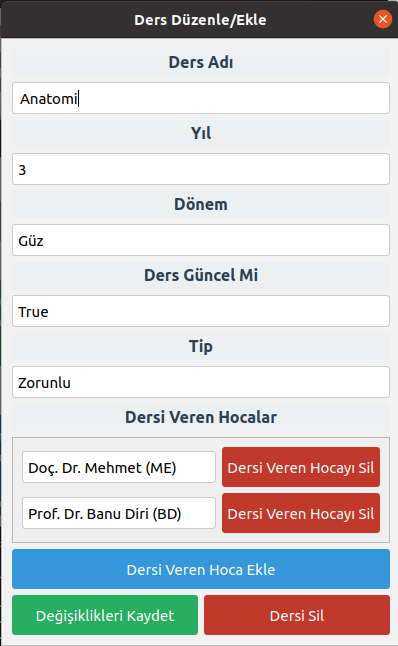 Ders Düzenle/Ekle
Ders Adı
Anatomi
Yıl
3
Dönem
Güz
Ders Güncel Mi
True
Tip
Zorunlu
Dersi Veren Hocalar
Doç. Dr. Mehmet (ME) Dersi Veren Hocayı Sil
Prof. Dr. Banu Diri (BD) Dersi Veren Hocayı Sil
Dersi Veren Hoca Ekle
Değişiklikleri Kaydet Dersi Sil